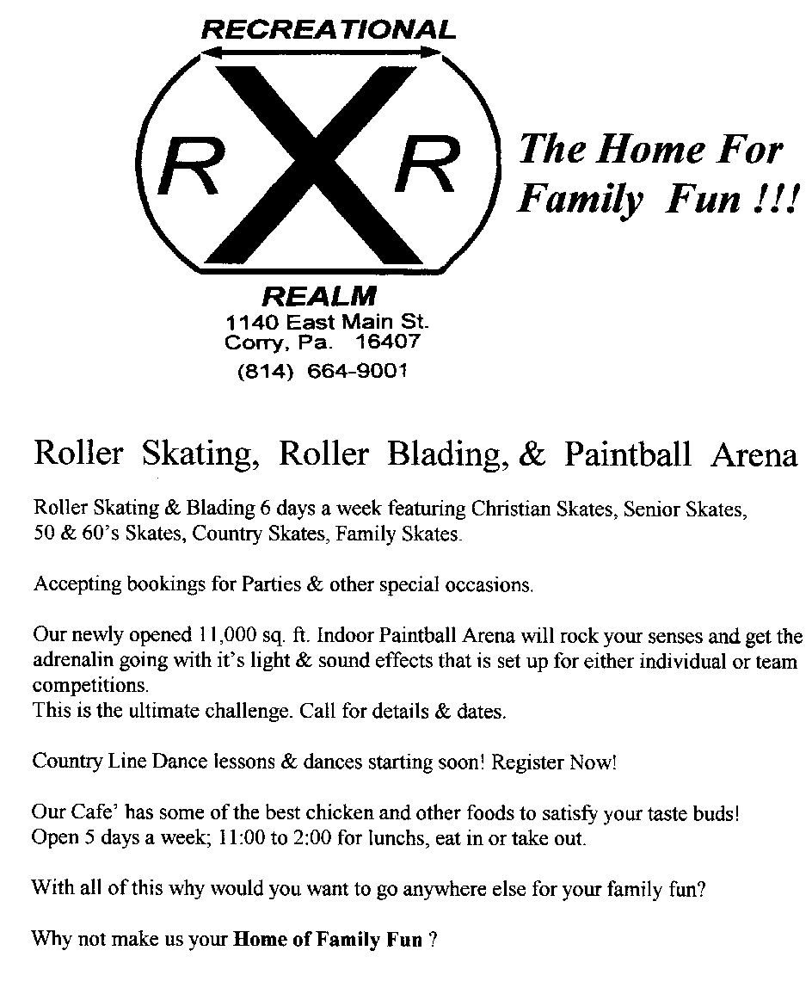 RECREATIONAL
R X R
The Home For
Family Fun !!!
REALM
1140 East Main St.
Corry, Pa. 16407
(814) 664-9001
Roller Skating, Roller Blading, & Paintball Arena
Roller Skating & Blading 6 days a week featuring Christian Skates, Senior Skates,
50 & 60's Skates, Country Skates, Family Skates.
Accepting bookings for Parties & other special occasions.
Our newly opened 11,000 sq. ft. Indoor Paintball Arena will rock your senses and get the
adrenalin going with it's light & sound effects that is set up for either individual or team
competitions.
This is the ultimate challenge. Call for details & dates.
Country Line Dance lessons & dances starting soon! Register Now!
Our Cafe' has some of the best chicken and other foods to satisfy your taste buds!
Open 5 days a week; 11:00 to 2:00 for lunchs, eat in or take out.
With all of this why would you want to go anywhere else for your family fun?
Why not make us your Home of Family Fun ?